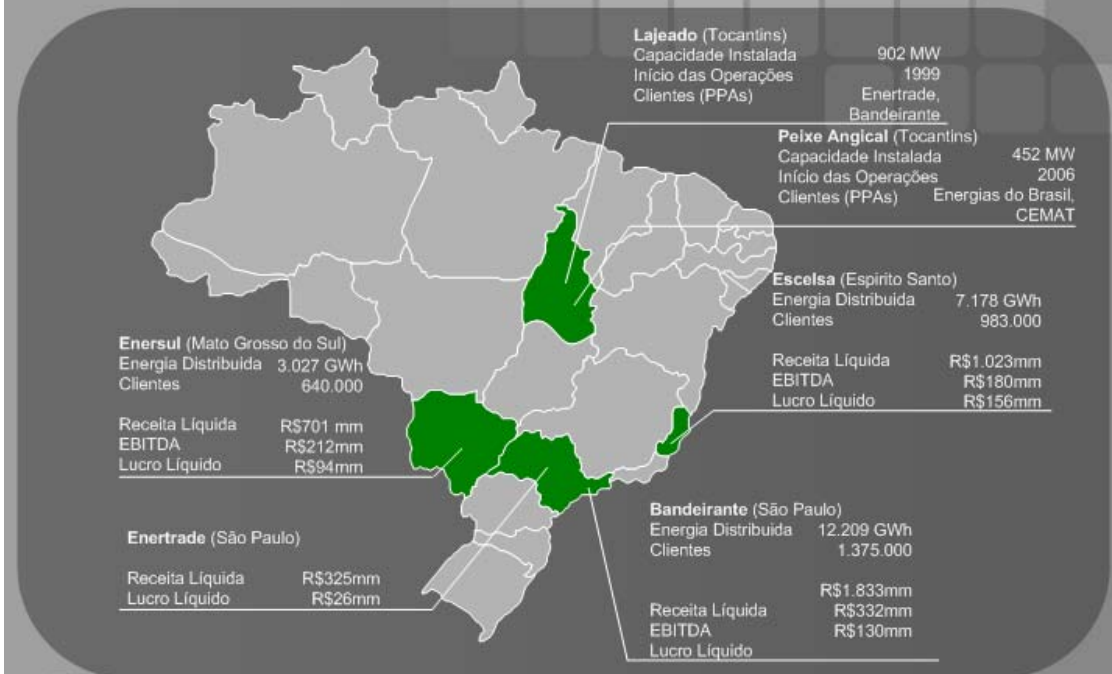 Lajeado (Tocantins)
Capacidade Instalada 902 MW
Início das Operações 1999
Clientes (PPAs) Enertrade,
Bandeirante
Peixe Angical (Tocantins)
Capacidade Instalada 452 MW
Início das Operações 2006
Clientes (PPAs) Energias do Brasil,
CEMAT
Escelsa (Espirito Santo)
Energia Distribuida 7.178 GWh
Clientes 983.000
Receita Líquida R$1.023mm
EBITDA R$180mm
Lucro Líquido R$156mm
Enersul (Mato Grosso do Sul)
Energia Distribuida 3.027 GWh
Clientes 640.000
Receita Líquida R$701 mm
EBITDA R$212mm
Lucro Líquido R$94mm
Enertrade (São Paulo)
Receita Líquida R$325mm
Lucro Líquido R$26mm
Bandeirante (São Paulo)
Energia Distribuida 12.209 GWh
Clientes 1.375.000
R$1.833mm
Receita Líquida R$332mm
EBITDA R$130mm
Lucro Líquido